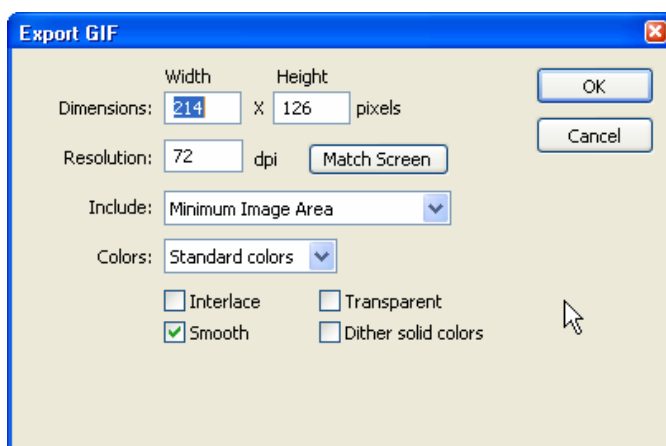 Export GIF
Width Height
Dimensions: 214 X 126 pixels
OK
Cancel
Resolution: 72 dpi Match Screen
Include: Minimum Image Area
Colors: Standard colors
Interlace Transparent
Smooth Dither solid colors